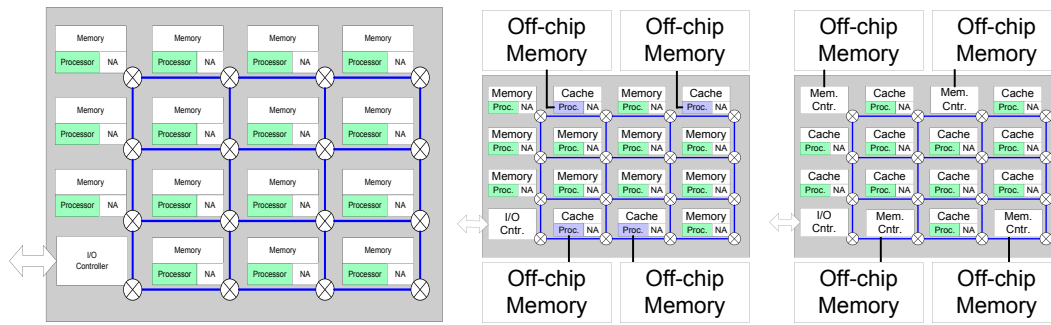 Memory Memory Memory Memory
Processor NA Processor NA Processor NA Processor NA
Memory Memory Memory Memory
Processor NA Processor NA Processor NA Processor NA
Memory Memory Memory Memory
Processor NA Processor NA Processor NA Processor NA
I/O Memory Memory Memory
Controller Processor NA Processor NA Processor NA
Off-chip Off-chip
Memory Memory
Memory Cache Memory Cache
Proc. NA Proc. NA Proc. NA Proc. NA
Memory Memory Memory Memory
Proc. NA Proc. NA Proc. NA Proc. NA
Memory Memory Memory Memory
Proc. NA Proc. NA Proc. NA Proc. NA
I/O Cache Cache Memory
Cntr. Proc. NA Proc. NA Proc. NA
Off-chip Off-chip
Memory Memory
Off-chip Off-chip
Memory Memory
Mem. Cache Mem. Cache
Cntr. Proc. NA Cntr. Proc. NA
Cache Cache Cache Cache
Proc. NA Proc. NA Proc. NA Proc. NA
Cache Cache Cache Cache
Proc. NA Proc. NA Proc. NA Proc. NA
I/O Mem. Cache Mem.
Cntr. Cntr. Proc. NA Cntr.
Off-chip Off-chip
Memory Memory